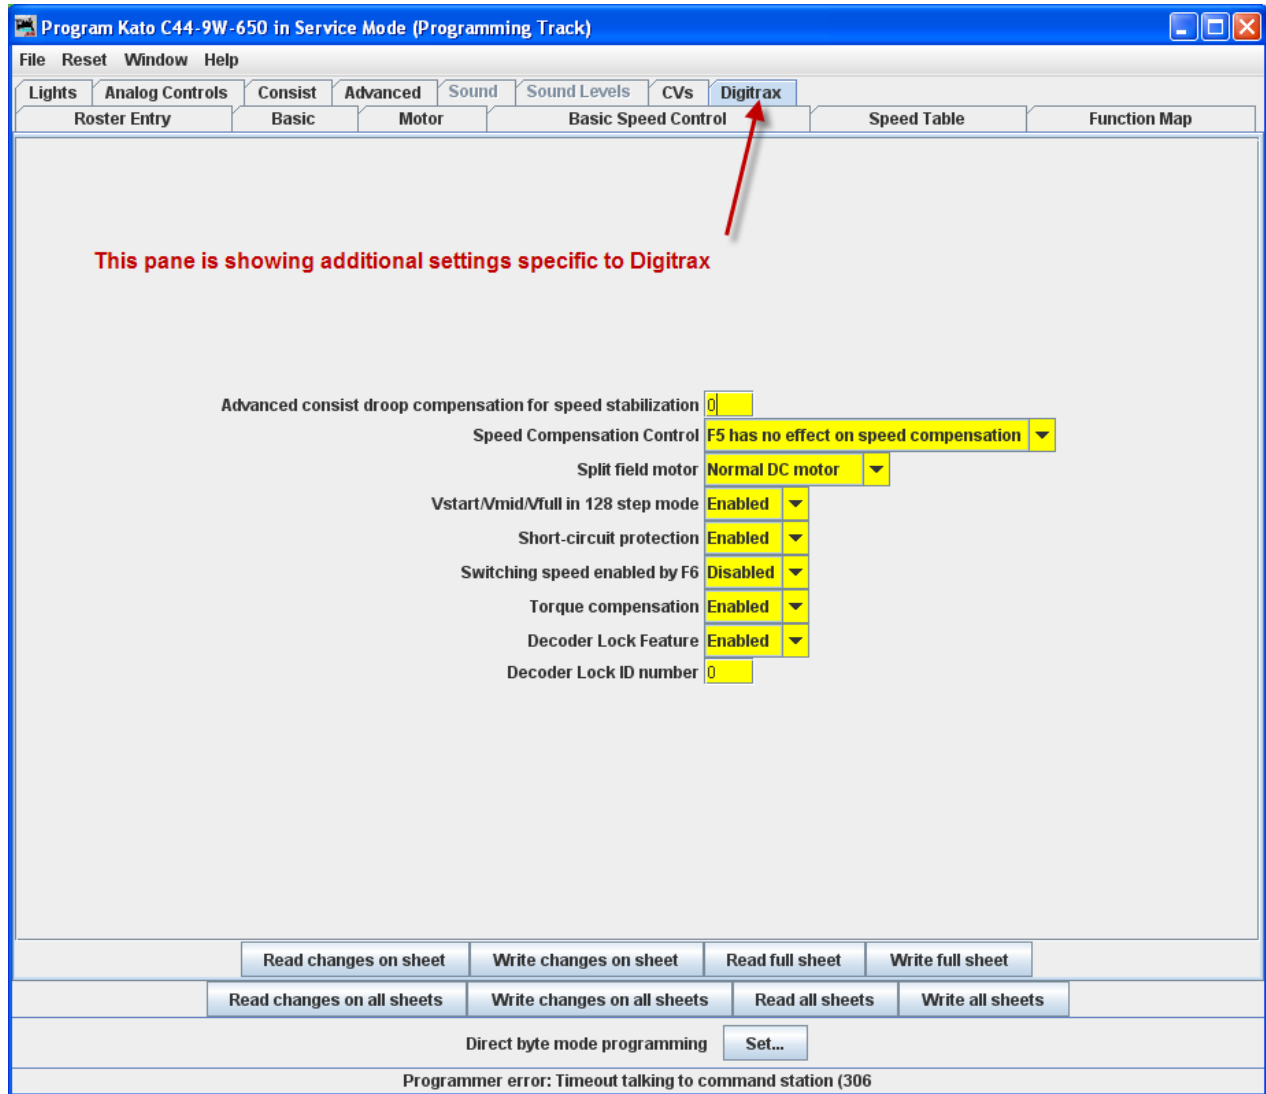 Program Kato C44-9W-650 in Service Mode (Programming Track)
File Reset Window Help
Lights Analog Controls Consist Advanced Sound Sound Levels CVs Digitrax
Roster Entry Basic Motor Basic Speed Control Speed Table Function Map
This pane is showing additional settings specific to Digitrax
Advanced consist droop compensation for speed stabilization 0
Speed Compensation Control F5 has no effect on speed compensation
Split field motor Normal DC motor
Vstart/Vmid/Vfull in 128 step mode Enabled
Short-circuit protection Enabled
Switching speed enabled by F6 Disabled
Torque compensation Enabled
Decoder Lock Feature Enabled
Decoder Lock ID number 0
Read changes on sheet Write changes on sheet Read full sheet Write full sheet
Read changes on all sheets Write changes on all sheets Read all sheets Write all sheets
Direct byte mode programming Set...
Programmer error: Timeout talking to command station (306